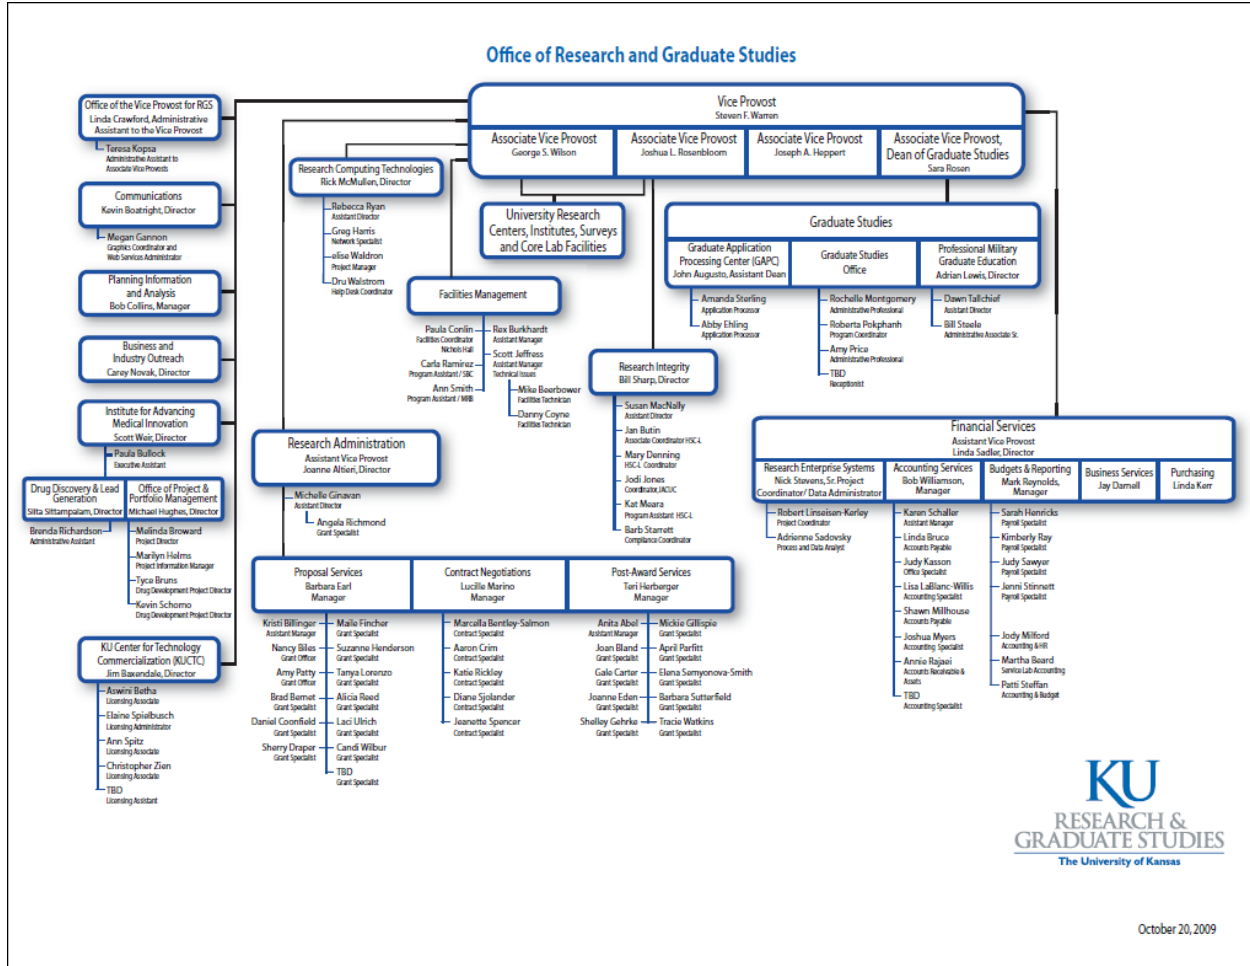 Office of Research and Graduate Studies
Vice Provost
Steven F. Warren
Associate Vice Provost
George S. Wilson
Associate Vice Provost
Joshua L. Rosenbloom
Associate Vice Provost
Joseph A. Heppert
Associate Vice Provost,
Dean of Graduate Studies
Sara Rosen
Office of the Vice Provost for RGS
Linda Crawford, Administrative
Assistant to the Vice Provost
Teresa Kopsa
Administrative Assistant to
Associate Vice Provosts
Communications
Kevin Boatright, Director
Megan Gannon
Graphics Coordinator and
Web Services Administrator
Planning Information
and Analysis
Bob Collins, Manager
Business and
Industry Outreach
Carey Novak, Director
Institute for Advancing
Medical Innovation
Scott Weir, Director
Paula Bullock
Executive Assistant
Drug Discovery & Lead
Generation
Sitta Sittampalam, Director
Brenda Richardson
Administrative Assistant
Office of Project &
Portfolio Management
Michael Hughes, Director
Melinda Broward
Project Director
Marilyn Helms
Project Information Manager
Tyce Bruns
Drug Development Project Director
Kevin Schorno
Drug Development Project Director
KU Center for Technology
Commercialization (KUCTC)
Jim Baxendale, Director
Aswini Betha
Licensing Associate
Elaine Spielbusch
Licensing Administrator
Ann Spitz
Licensing Associate
Christopher Zien
Licensing Associate
TBD
Licensing Assistant
Research Computing Technologies
Rick McMullen, Director
Rebecca Ryan
Assistant Director
Greg Harris
Network Specialist
elise Waldron
Project Manager
Dru Walstrom
Help Desk Coordinator
University Research
Centers, Institutes, Surveys
and Core Lab Facilities
Facilities Management
Paula Conlin
Facilities Coordinator
Nichols Hall
Carla Ramirez
Program Assistant / SBC
Ann Smith
Program Assistant / MRB
Rex Burkhardt
Assistant Manager
Scott Jeffress
Assistant Manager
Technical Issues
Mike Beerbower
Facilities Technician
Danny Coyne
Facilities Technician
Research Integrity
Bill Sharp, Director
Susan MacNally
Assistant Director
Jan Butin
Associate Coordinator HSC-L
Mary Denning
HSC-L Coordinator
Jodi Jones
Coordinator, IACUC
Kat Meara
Program Assistant HSC-L
Barb Starrett
Compliance Coordinator
Graduate Studies
Graduate Application
Processing Center (GAPC)
John Augusto, Assistant Dean
Amanda Sterling
Application Processor
Abby Ehling
Application Processor
Graduate Studies
Office
Rochelle Montgomery
Administrative Professional
Roberta Pokphanh
Program Coordinator
Amy Price
Administrative Professional
TBD
Receptionist
Professional Military
Graduate Education
Adrian Lewis, Director
Dawn Tallchief
Assistant Director
Bill Steele
Administrative Associate Sr.
Research Administration
Assistant Vice Provost
Joanne Altieri, Director
Michelle Ginavan
Assistant Director
Angela Richmond
Grant Specialist
Proposal Services
Barbara Earl
Manager
Kristi Billinger
Assistant Manager
Nancy Biles
Grant Officer
Amy Patty
Grant Officer
Brad Bernet
Grant Specialist
Daniel Coonfield
Grant Specialist
Sherry Draper
Grant Specialist
Maile Fincher
Grant Specialist
Suzanne Henderson
Grant Specialist
Tanya Lorenzo
Grant Specialist
Alicia Reed
Grant Specialist
Laci Ulrich
Grant Specialist
Candi Wilbur
Grant Specialist
TBD
Grant Specialist
Contract Negotiations
Lucille Marino
Manager
Marcella Bentley-Salmon
Contract Specialist
Aaron Crim
Contract Specialist
Katie Rickley
Contract Specialist
Diane Sjolander
Contract Specialist
Jeanette Spencer
Contract Specialist
Post-Award Services
Teri Herberger
Manager
Anita Abel
Assistant Manager
Joan Bland
Grant Specialist
Gale Carter
Grant Specialist
Joanne Eden
Grant Specialist
Shelley Gehrke
Grant Specialist
Mickie Gillispie
Grant Specialist
April Parfitt
Grant Specialist
Elena Semyonova-Smith
Grant Specialist
Barbara Sutterfield
Grant Specialist
Tracie Watkins
Grant Specialist
Financial Services
Assistant Vice Provost
Linda Sadler, Director
Research Enterprise Systems
Nick Stevens, Sr. Project
Coordinator/ Data Administrator
Robert Linseisen-Kerley
Project Coordinator
Adrienne Sadovsky
Process and Data Analyst
Accounting Services
Bob Williamson,
Manager
Karen Schaller
Assistant Manager
Linda Bruce
Accounts Payable
Judy Kasson
Office Specialist
Lisa LaBlanc-Willis
Accounting Specialist
Shawn Millhouse
Accounts Payable
Joshua Myers
Accounting Specialist
Annie Rajaei
Accounts Receivable &
Assets
TBD
Accounting Specialist
Budgets & Reporting
Mark Reynolds,
Manager
Sarah Henricks
Payroll Specialist
Kimberly Ray
Payroll Specialist
Judy Sawyer
Payroll Specialist
Jenni Stinnett
Payroll Specialist
Jody Milford
Accounting & HR
Martha Beard
Service Lab Accounting
Patti Steffan
Accounting & Budget
Business Services
Jay Darnell
Purchasing
Linda Kerr
KU
RESEARCH &
GRADUATE STUDIES
The University of Kansas
October 20, 2009